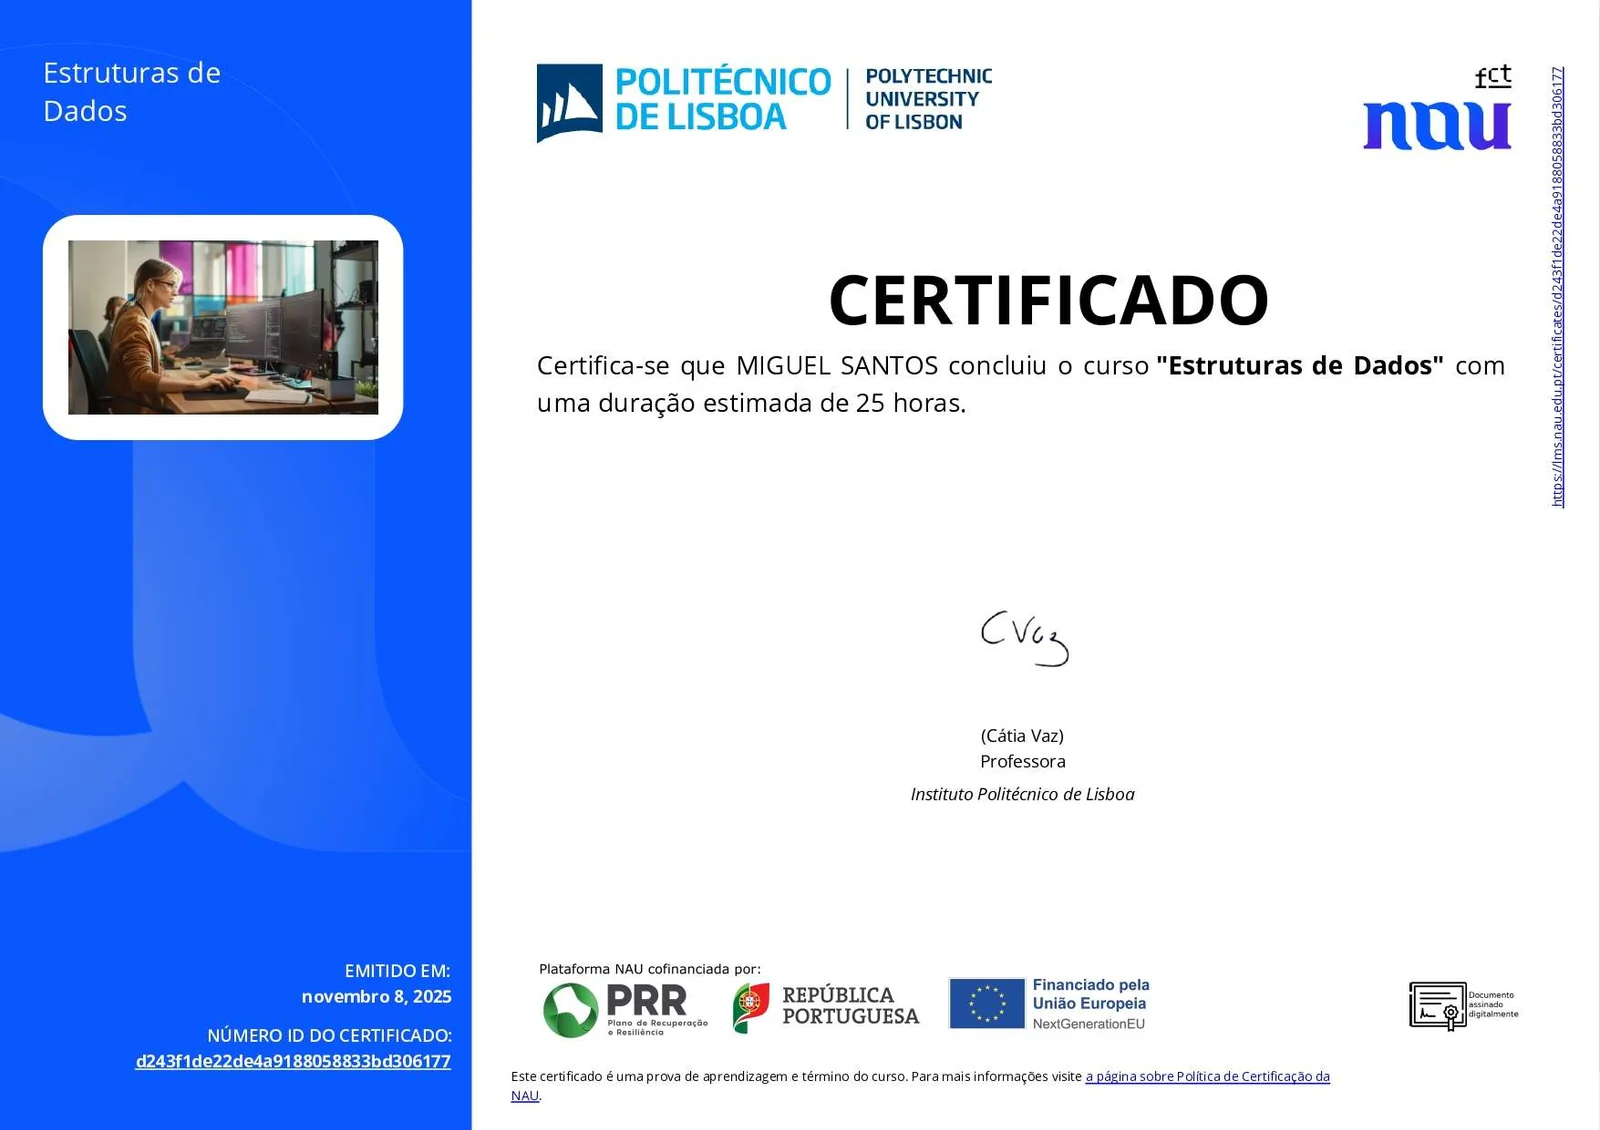 Estruturas de
Dados
POLITÉCNICO
DE LISBOA
POLYTECHNIC
UNIVERSITY
OF LISBON
fct
nau
https://lms.nau.edu.pt/certificates/d243f1de22de4a9188058833bd306177
CERTIFICADO
Certifica-se que MIGUEL SANTOS concluiu o curso "Estruturas de Dados" com
uma duração estimada de 25 horas.
CVaz
(Cátia Vaz)
Professora
Instituto Politécnico de Lisboa
EMITIDO EM:
novembro 8, 2025
NÚMERO ID DO CERTIFICADO:
d243f1de22de4a9188058833bd306177
Plataforma NAU cofinanciada por:
PRR
Plano de Recuperação
e Resiliência
REPÚBLICA
PORTUGUESA
Financiado pela
União Europeia
NextGenerationEU
Documento
assinado
digitalmente
Este certificado é uma prova de aprendizagem e término do curso. Para mais informações visite a página sobre Política de Certificação da
NAU.